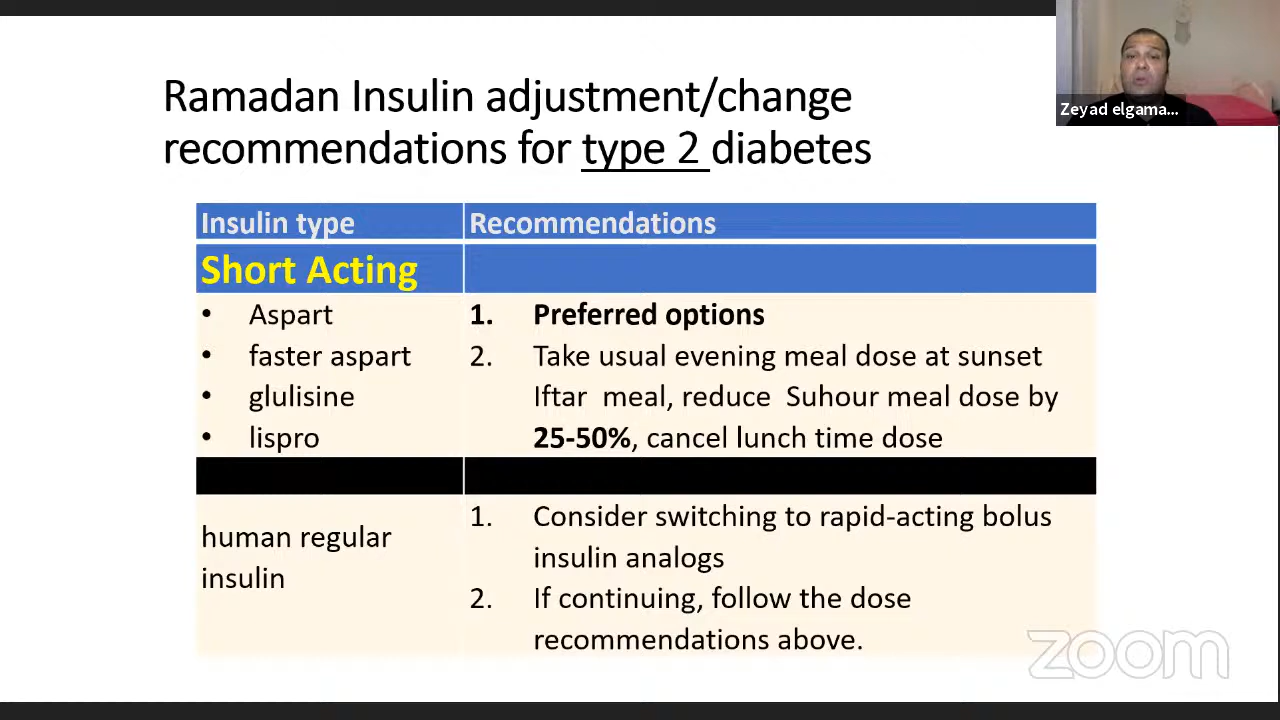 Zeyad elgama...
Ramadan Insulin adjustment/change
recommendations for type 2 diabetes
Insulin type
Recommendations
Short Acting
• Aspart
• faster aspart
• glulisine
• lispro
1. Preferred options
2. Take usual evening meal dose at sunset
Iftar meal, reduce Suhour meal dose by
25-50%, cancel lunch time dose
human regular
insulin
1. Consider switching to rapid-acting bolus
insulin analogs
2. If continuing, follow the dose
recommendations above.
zoom